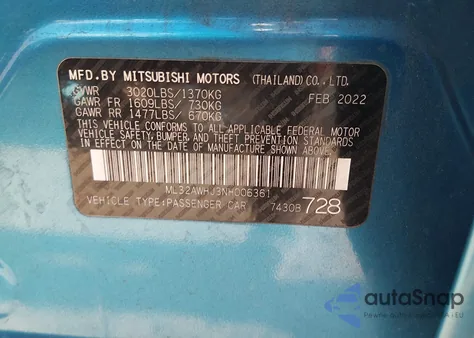 MFD.BY MITSUBISHI MOTORS (THAILAND) CO., LTD.
GVWR 3020LBS/1370KG FEB 2022
GAWR FR 1609LBS/ 730KG
GAWR RR 1477LBS/ 670KG
THIS VEHICLE CONFORMS TO ALL APPLICABLE FEDERAL MOTOR
VEHICLE SAFETY, BUMPER, AND THEFT PREVENTION STANDARDS
IN EFFECT ON THE DATE OF MANUFACTURE SHOWN ABOVE.
ML32AWHJ3NH006361
VEHICLE TYPE:PASSENGER CAR 7430B 728
autoSnap